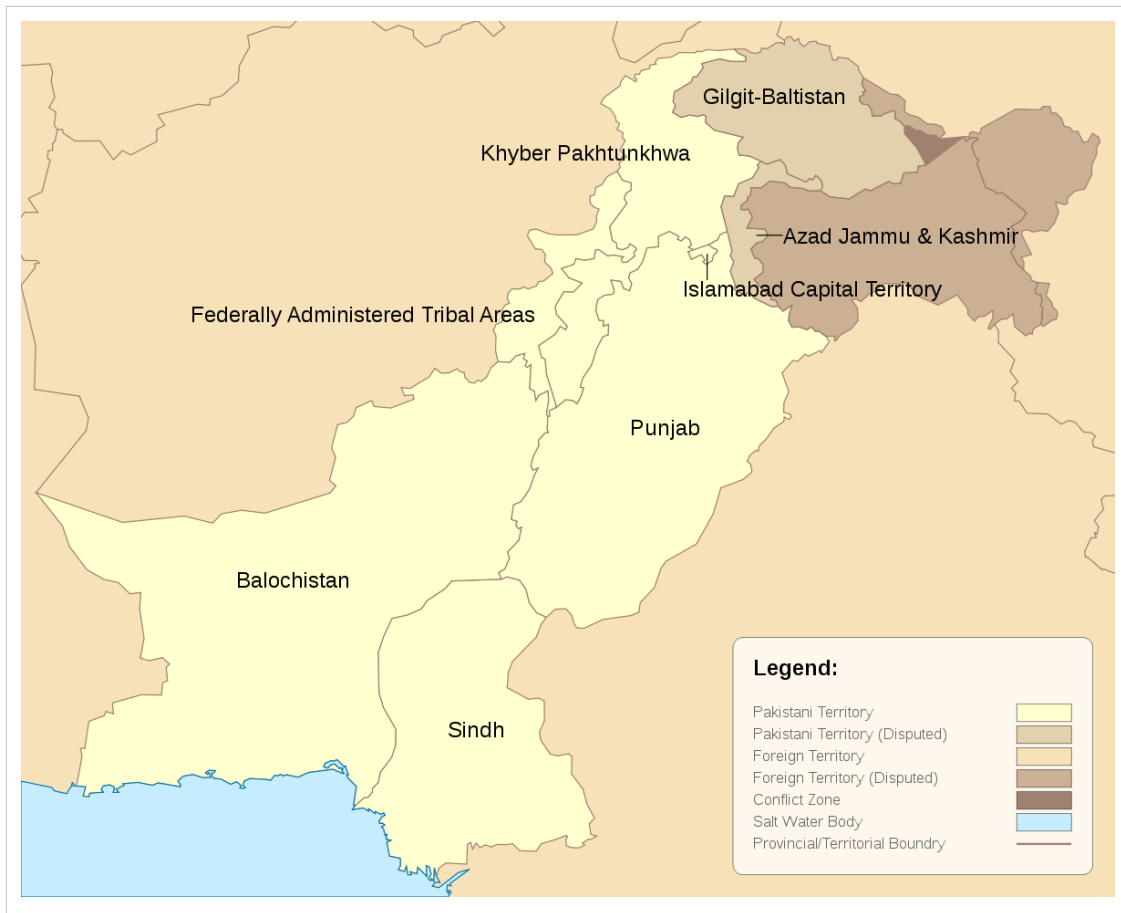 Gilgit-Baltistan
Khyber Pakhtunkhwa
Azad Jammu & Kashmir
Islamabad Capital Territory
Federally Administered Tribal Areas
Punjab
Balochistan
Sindh
Legend:
Pakistani Territory
Pakistani Territory (Disputed)
Foreign Territory
Foreign Territory (Disputed)
Conflict Zone
Salt Water Body
Provincial/Territorial Boundry